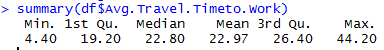 > summary(df$Avg.Travel.Timeto.Work)
Min. 1st Qu. Median Mean 3rd Qu. Max.
4.40 19.20 22.80 22.97 26.40 44.20